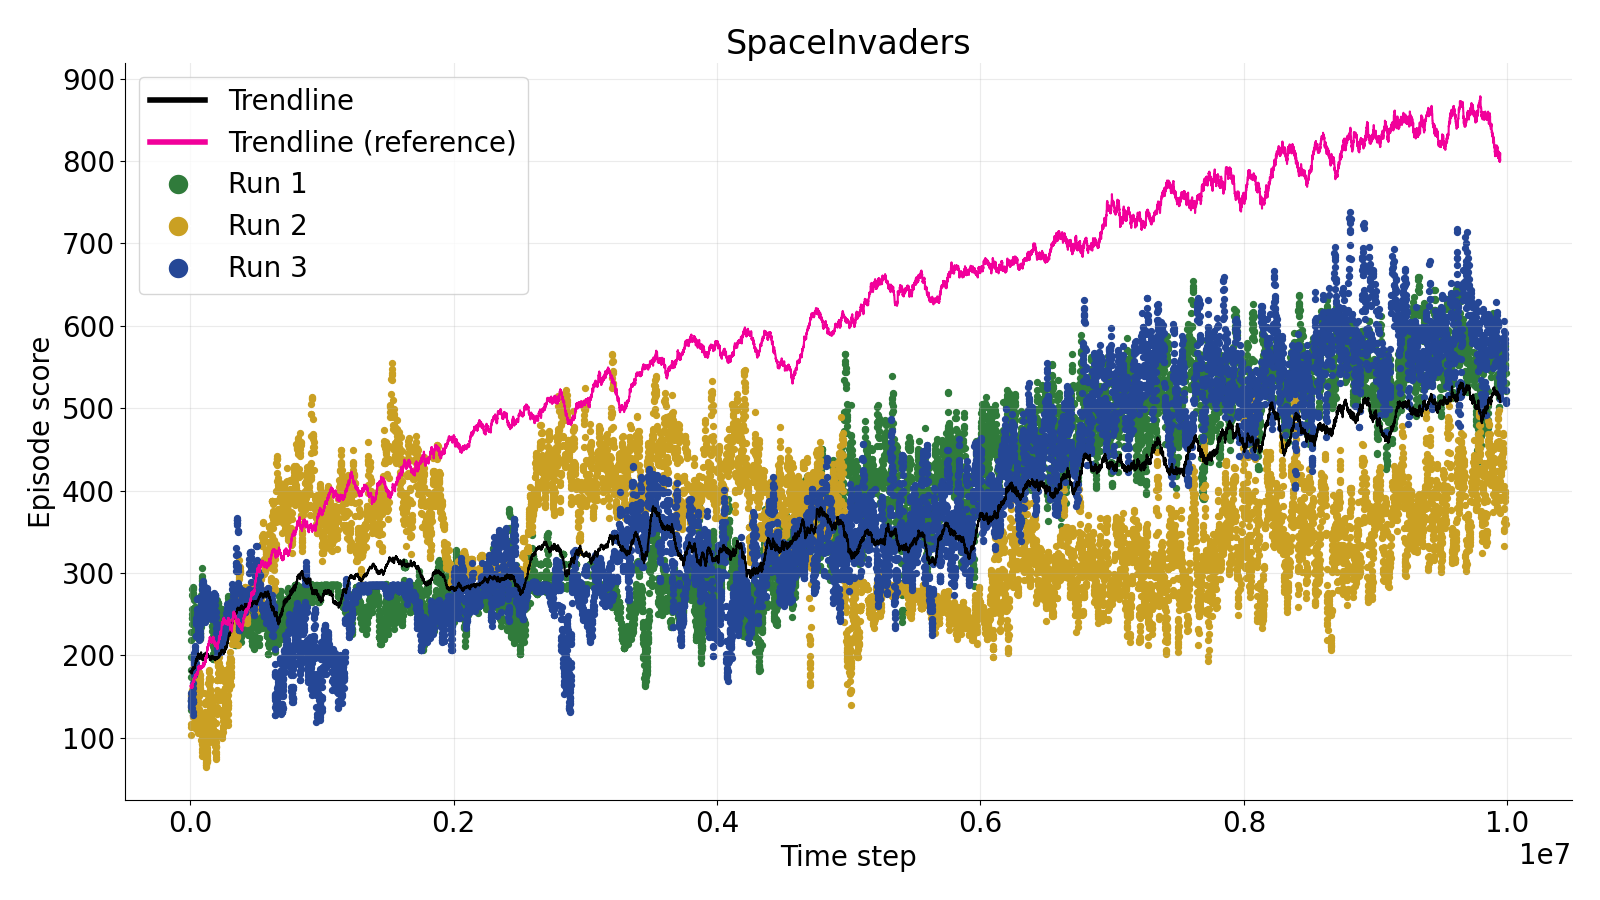 SpaceInvaders
900
800
700
600
500
400
300
200
100
Episode score
Trendline
Trendline (reference)
Run 1
Run 2
Run 3
0.0 0.2 0.4 0.6 0.8 1.0
1e7
Time step